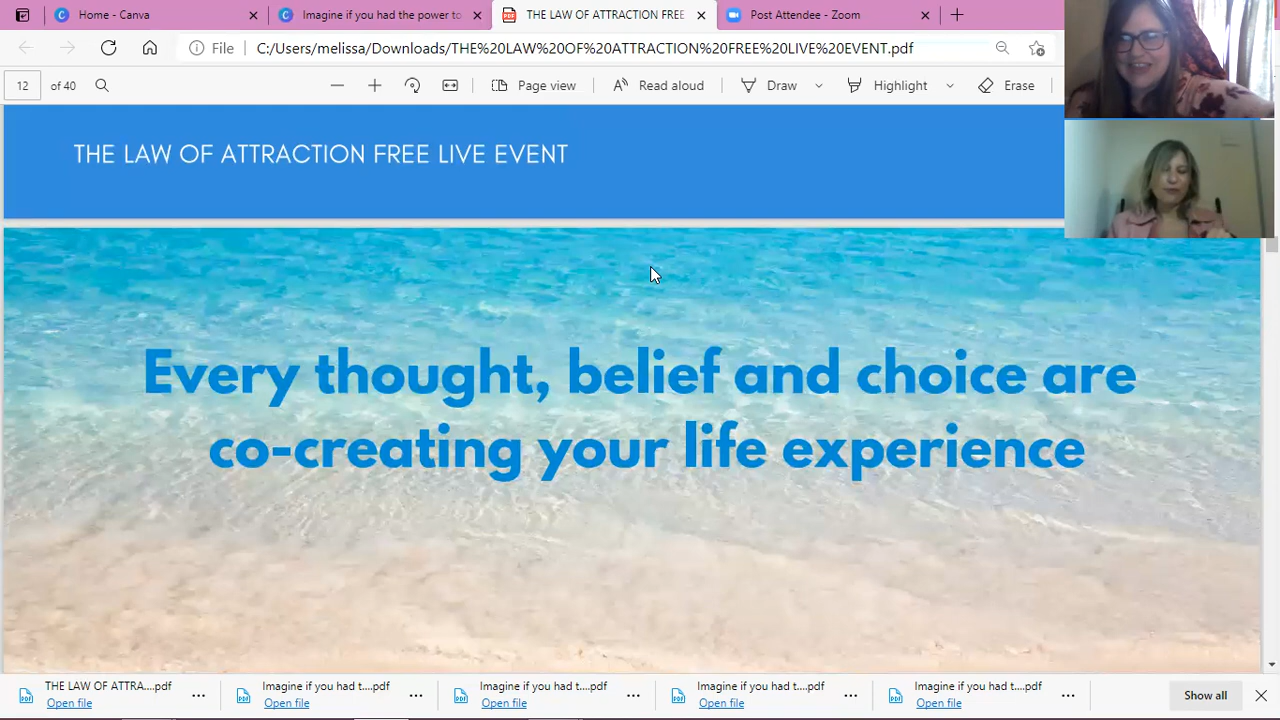 Home - Canva
Imagine if you had the power to
THE LAW OF ATTRACTION FREE
Post Attendee - Zoom
File
C:/Users/melissa/Downloads/THE%20LAW%20OF%20ATTRACTION%20FREE%20LIVE%20EVENT.pdf
12 of 40
Page view
Read aloud
Draw
Highlight
Erase
THE LAW OF ATTRACTION FREE LIVE EVENT
Every thought, belief and choice are
co-creating your life experience
THE LAW OF ATTRA....pdf
Open file
Imagine if you had t....pdf
Open file
Imagine if you had t....pdf
Open file
Imagine if you had t....pdf
Open file
Imagine if you had t....pdf
Open file
Show all